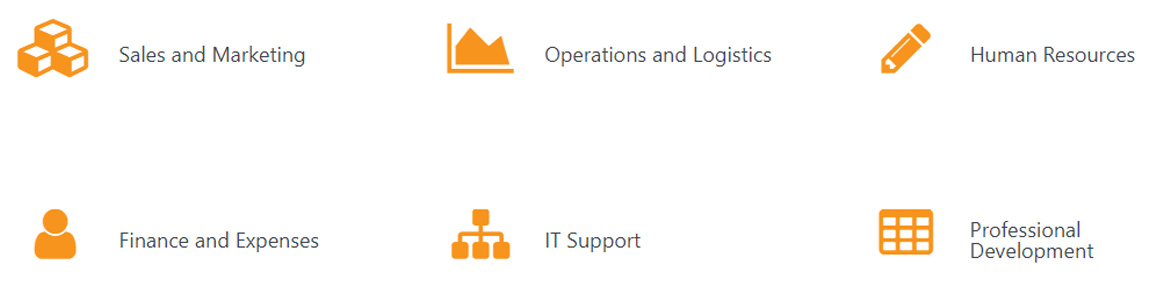 Sales and Marketing
Operations and Logistics
Human Resources
Finance and Expenses
IT Support
Professional
Development